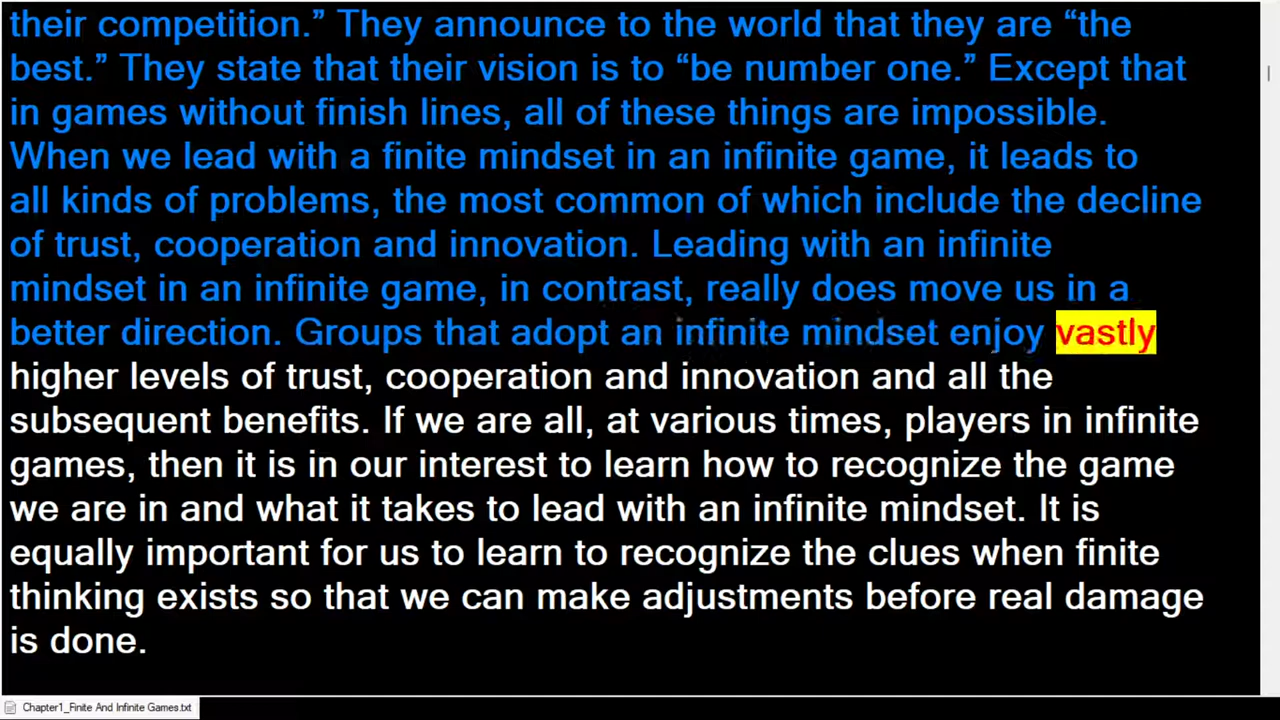 their competition.” They announce to the world that they are “the
best.” They state that their vision is to “be number one.” Except that
in games without finish lines, all of these things are impossible.
When we lead with a finite mindset in an infinite game, it leads to
all kinds of problems, the most common of which include the decline
of trust, cooperation and innovation. Leading with an infinite
mindset in an infinite game, in contrast, really does move us in a
better direction. Groups that adopt an infinite mindset enjoy vastly
higher levels of trust, cooperation and innovation and all the
subsequent benefits. If we are all, at various times, players in infinite
games, then it is in our interest to learn how to recognize the game
we are in and what it takes to lead with an infinite mindset. It is
equally important for us to learn to recognize the clues when finite
thinking exists so that we can make adjustments before real damage
is done.
Chapter1_Finite And Infinite Games.txt